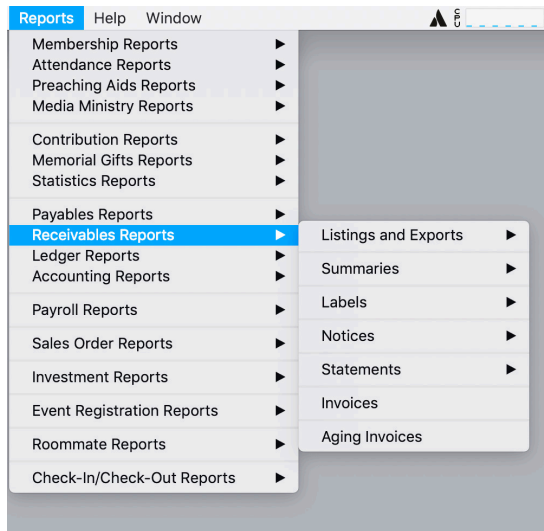 Reports Help Window CPU
Membership Reports
Attendance Reports
Preaching Aids Reports
Media Ministry Reports
Contribution Reports
Memorial Gifts Reports
Statistics Reports
Payables Reports
Receivables Reports
Ledger Reports
Accounting Reports
Payroll Reports
Sales Order Reports
Investment Reports
Event Registration Reports
Roommate Reports
Check-In/Check-Out Reports
Listings and Exports
Summaries
Labels
Notices
Statements
Invoices
Aging Invoices